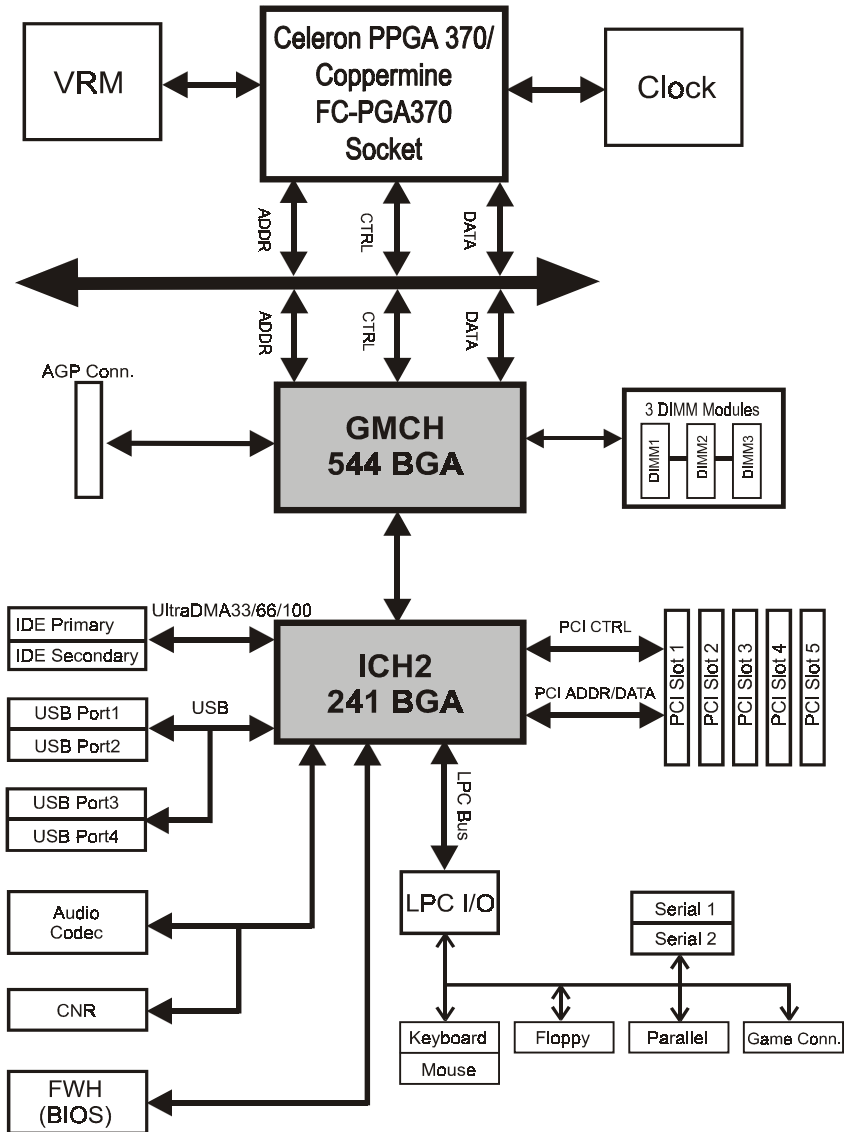 VRM
Celeron PPGA 370/
Coppermine
FC-PGA370
Socket
Clock
ADDR
CTRL
DATA
ADDR
CTRL
DATA
AGP Conn.
GMCH
544 BGA
3 DIMM Modules
DIMM1
DIMM2
DIMM3
UltraDMA33/66/100
IDE Primary
IDE Secondary
ICH2
241 BGA
PCI CTRL
PCI ADDR/DATA
PCI Slot 1
PCI Slot 2
PCI Slot 3
PCI Slot 4
PCI Slot 5
USB Port1
USB Port2
USB
USB Port3
USB Port4
LPC Bus
LPC I/O
Audio
Codec
Serial 1
Serial 2
CNR
Keyboard
Mouse
Floppy
Parallel
Game Conn.
FWH
(BIOS)